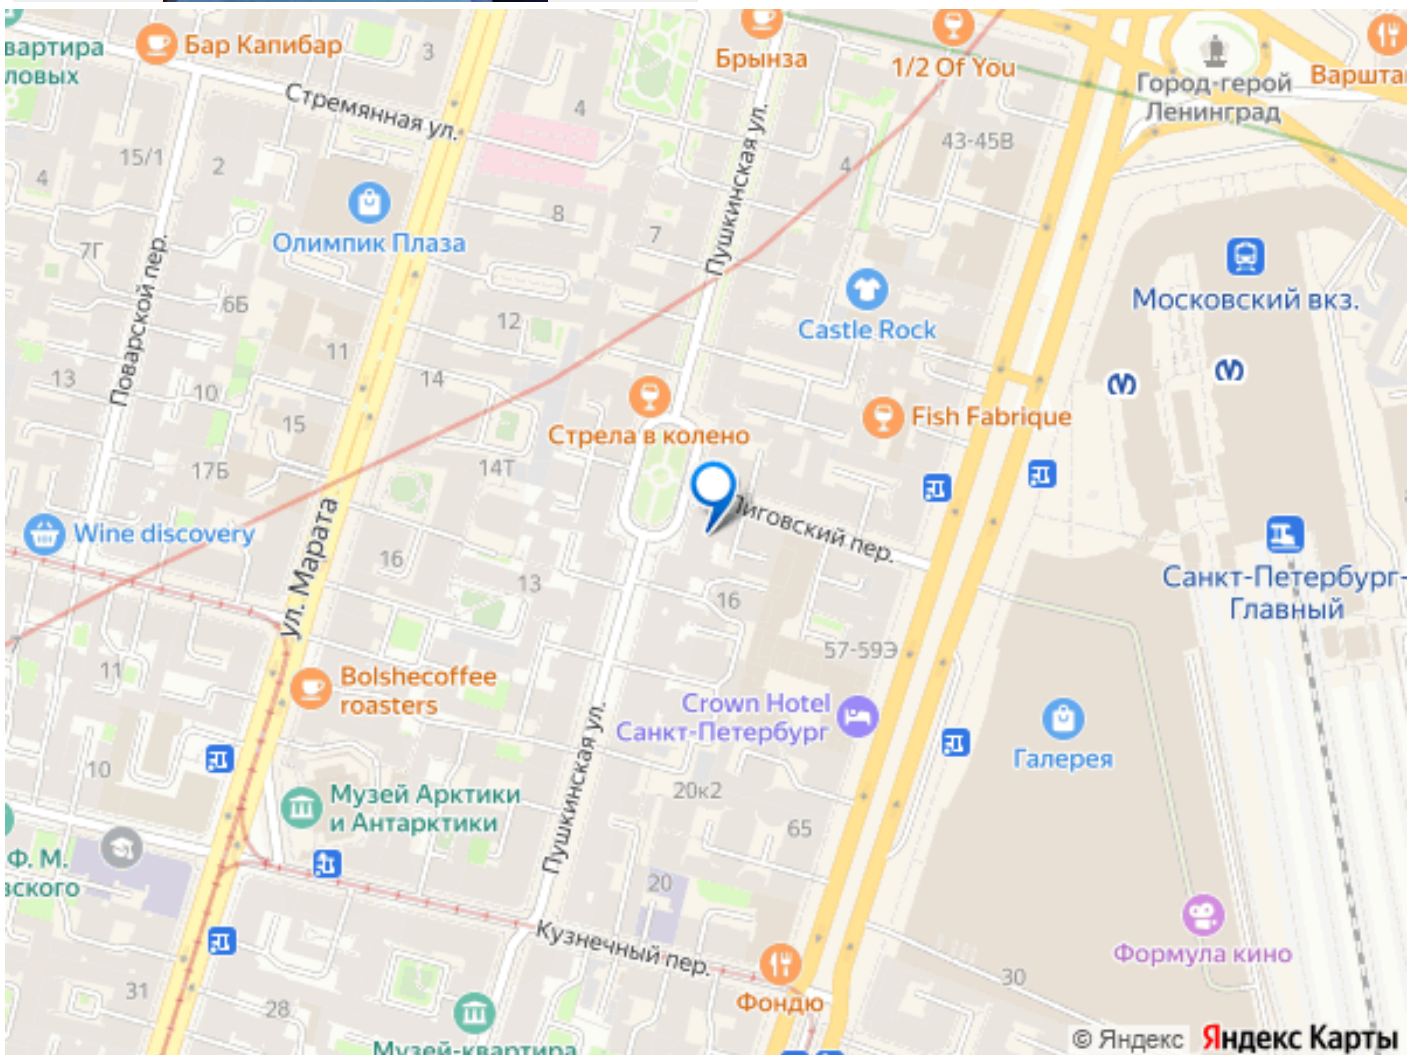 вартира
ловых
Бар Капибар
3
Стремянная ул.
4
Брынза
1/2 Of You
Город-герой
Ленинград
Варшта
15/1
2
4
43-45В
4
Пушкинская ул.
Олимпик Плаза
8
7
7Г
Поварской пер.
6Б
Московский вкз.
Castle Rock
12
11
14
13
10
15
Стрела в колено
Fish Fabrique
17Б
14Т
Wine discovery
ул. Марата
Лиговский пер.
16
13
16
Санкт-Петербург-
Главный
7
11
57-59Э
Bolshecoffee
roasters
Crown Hotel
Санкт-Петербург
Галерея
10
Пушкинская ул.
20к2
Музей Арктики
и Антарктики
65
Ф. М.
вского
20
Кузнечный пер.
Формула кино
30
31
28
Фондю
Музей-квартира
© Яндекс Яндекс Карты